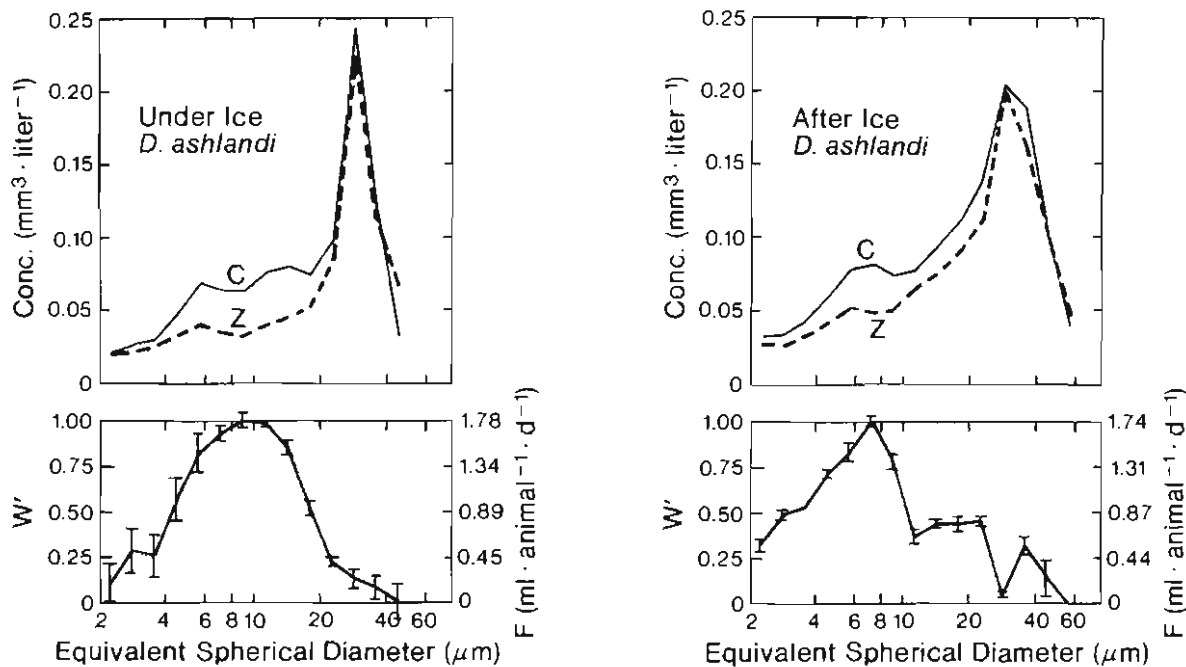 Conc. (mm³ · liter⁻¹)
0.25
0.20
0.15
0.10
0.05
0
Under Ice
D. ashlandi
C
Z
W'
1.00
0.75
0.50
0.25
0
1.78
1.34
0.89
0.45
0
F (ml · animal⁻¹ · d⁻¹)
2 4 6 8 10 20 40 60
Equivalent Spherical Diameter (μm)
Conc. (mm³ · liter⁻¹)
0.25
0.20
0.15
0.10
0.05
0
After Ice
D. ashlandi
C
Z
W'
1.00
0.75
0.50
0.25
0
1.74
1.31
0.87
0.44
0
F (ml · animal⁻¹ · d⁻¹)
2 4 6 8 10 20 40 60
Equivalent Spherical Diameter (μm)